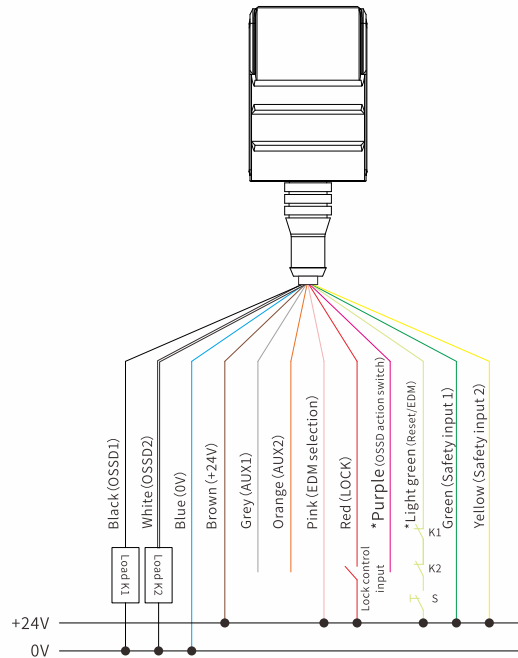 Black(OSSD1)
White(OSSD2)
Blue(0V)
Brown(+24V)
Grey(AUX1)
Orange(AUX2)
Pink(EDM selection)
Red(LOCK)
*Purple(OSSD action switch)
*Light green(Reset/EDM)
Green(Safety input 1)
Yellow(Safety input 2)
Load K1
Load K2
Lock control
input
K1
K2
S
+24V
0V